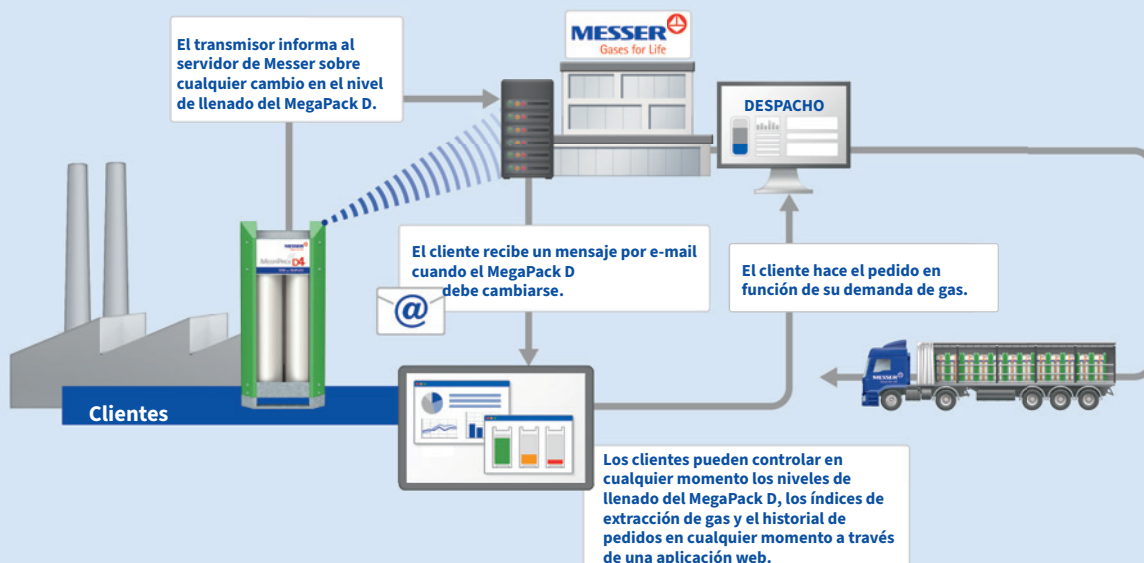 El transmisor informa al
servidor de Messer sobre
cualquier cambio en el nivel
de llenado del MegaPack D.
MESSER
Gases for Life
DESPACHO
MESSER
MegaPack D4
El cliente recibe un mensaje por e-mail
cuando el MegaPack D
debe cambiarse.
@
El cliente hace el pedido en
función de su demanda de gas.
MESSER
Clientes
Los clientes pueden controlar en
cualquier momento los niveles de
llenado del MegaPack D, los índices de
extracción de gas y el historial de
pedidos en cualquier momento a través
de una aplicación web.